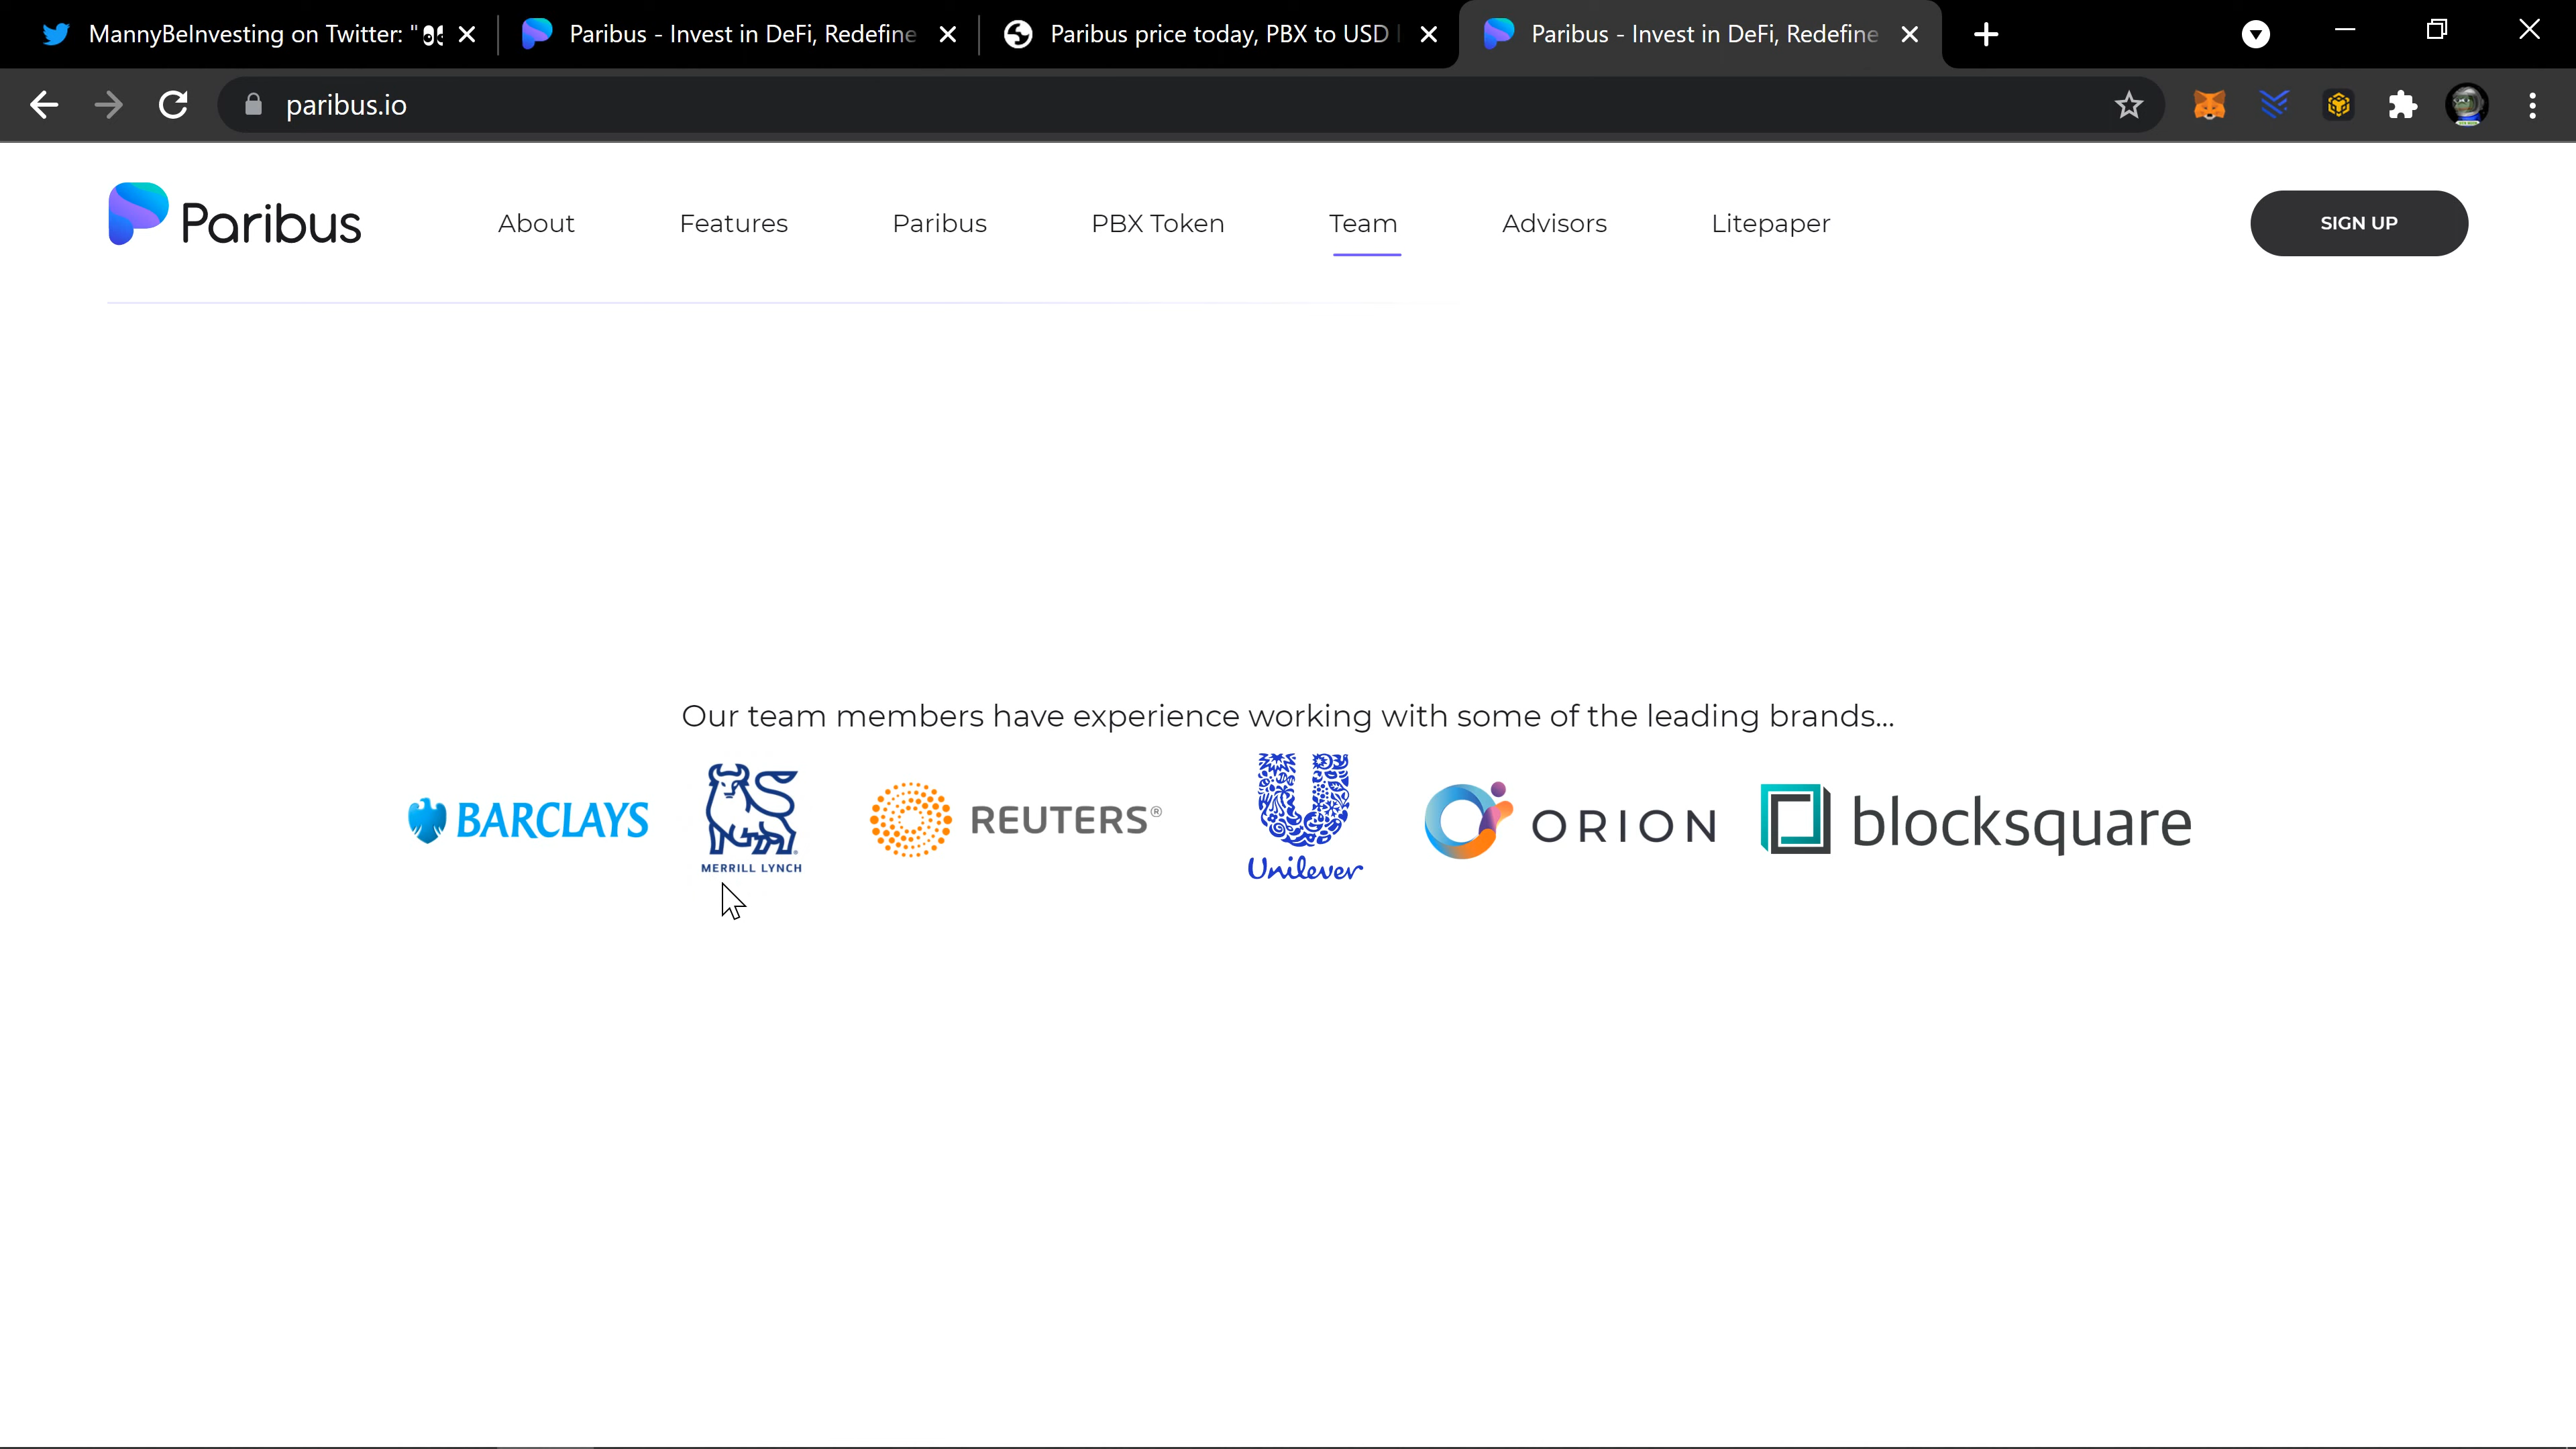 MannyBeInvesting on Twitter: "👀
Paribus - Invest in DeFi, Redefine
Paribus price today, PBX to USD
Paribus - Invest in DeFi, Redefine
paribus.io
Paribus
About
Features
Paribus
PBX Token
Team
Advisors
Litepaper
SIGN UP
Our team members have experience working with some of the leading brands...
BARCLAYS
MERRILL LYNCH
REUTERS®
Unilever
ORION
blocksquare